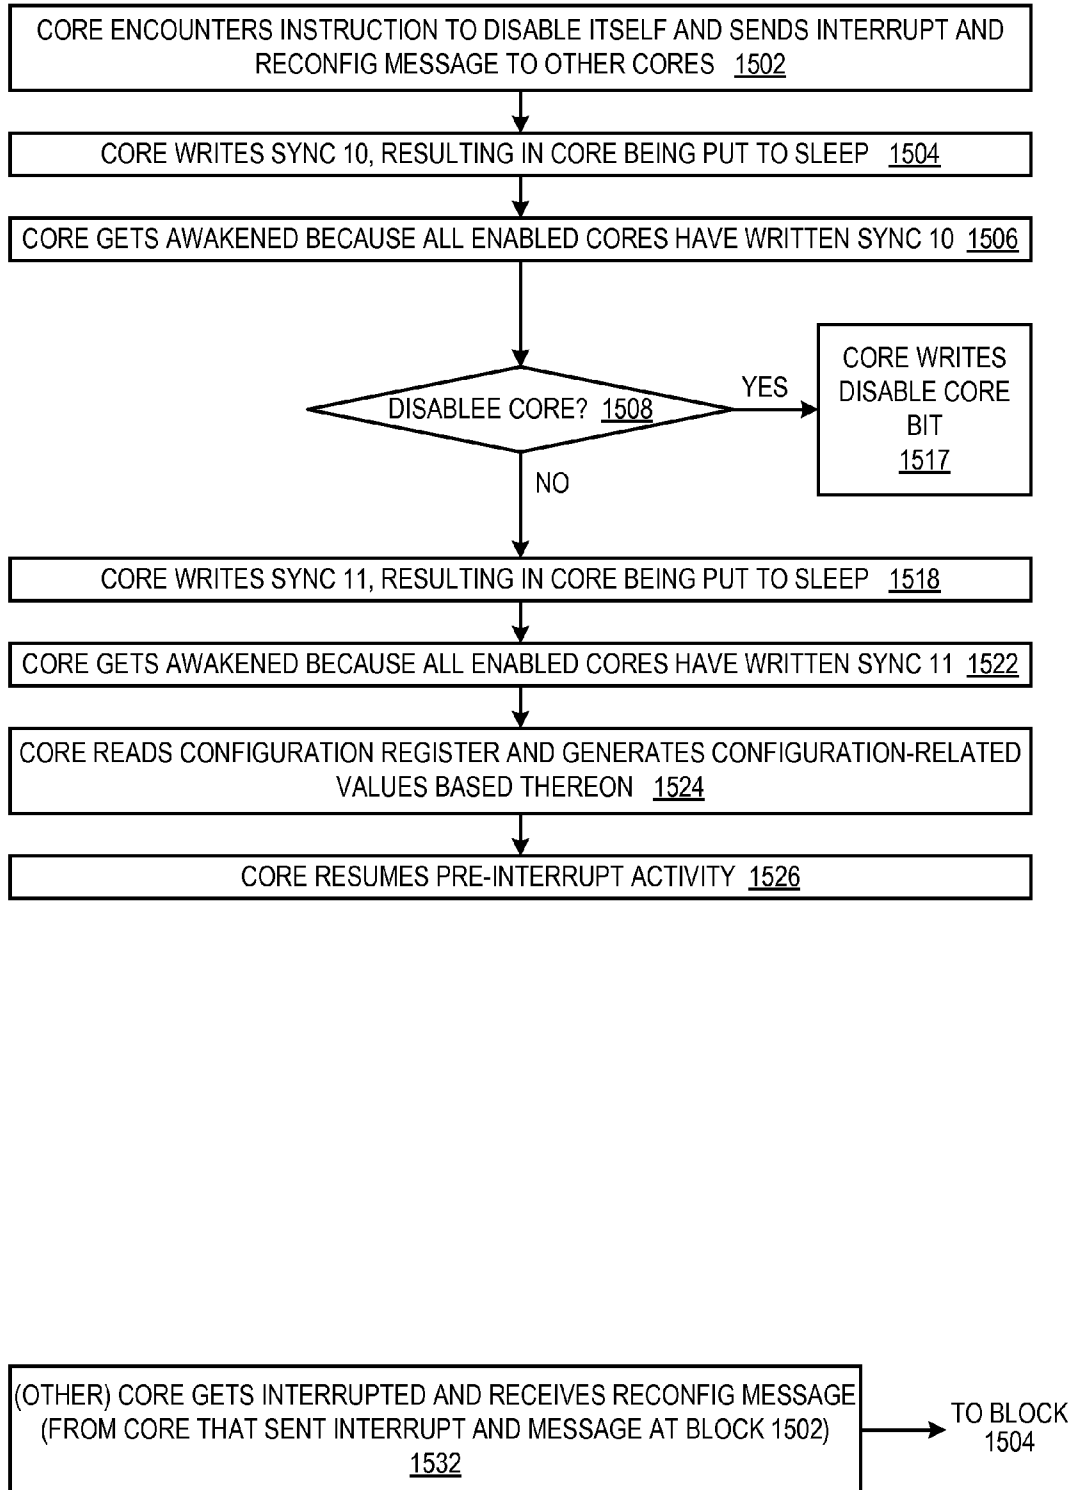 CORE ENCOUNTERS INSTRUCTION TO DISABLE ITSELF AND SENDS INTERRUPT AND
RECONFIG MESSAGE TO OTHER CORES 1502
CORE WRITES SYNC 10, RESULTING IN CORE BEING PUT TO SLEEP 1504
CORE GETS AWAKENED BECAUSE ALL ENABLED CORES HAVE WRITTEN SYNC 10 1506
DISABLEE CORE? 1508
YES
CORE WRITES
DISABLE CORE
BIT
1517
NO
CORE WRITES SYNC 11, RESULTING IN CORE BEING PUT TO SLEEP 1518
CORE GETS AWAKENED BECAUSE ALL ENABLED CORES HAVE WRITTEN SYNC 11 1522
CORE READS CONFIGURATION REGISTER AND GENERATES CONFIGURATION-RELATED
VALUES BASED THEREON 1524
CORE RESUMES PRE-INTERRUPT ACTIVITY 1526
(OTHER) CORE GETS INTERRUPTED AND RECEIVES RECONFIG MESSAGE
(FROM CORE THAT SENT INTERRUPT AND MESSAGE AT BLOCK 1502)
1532
TO BLOCK
1504